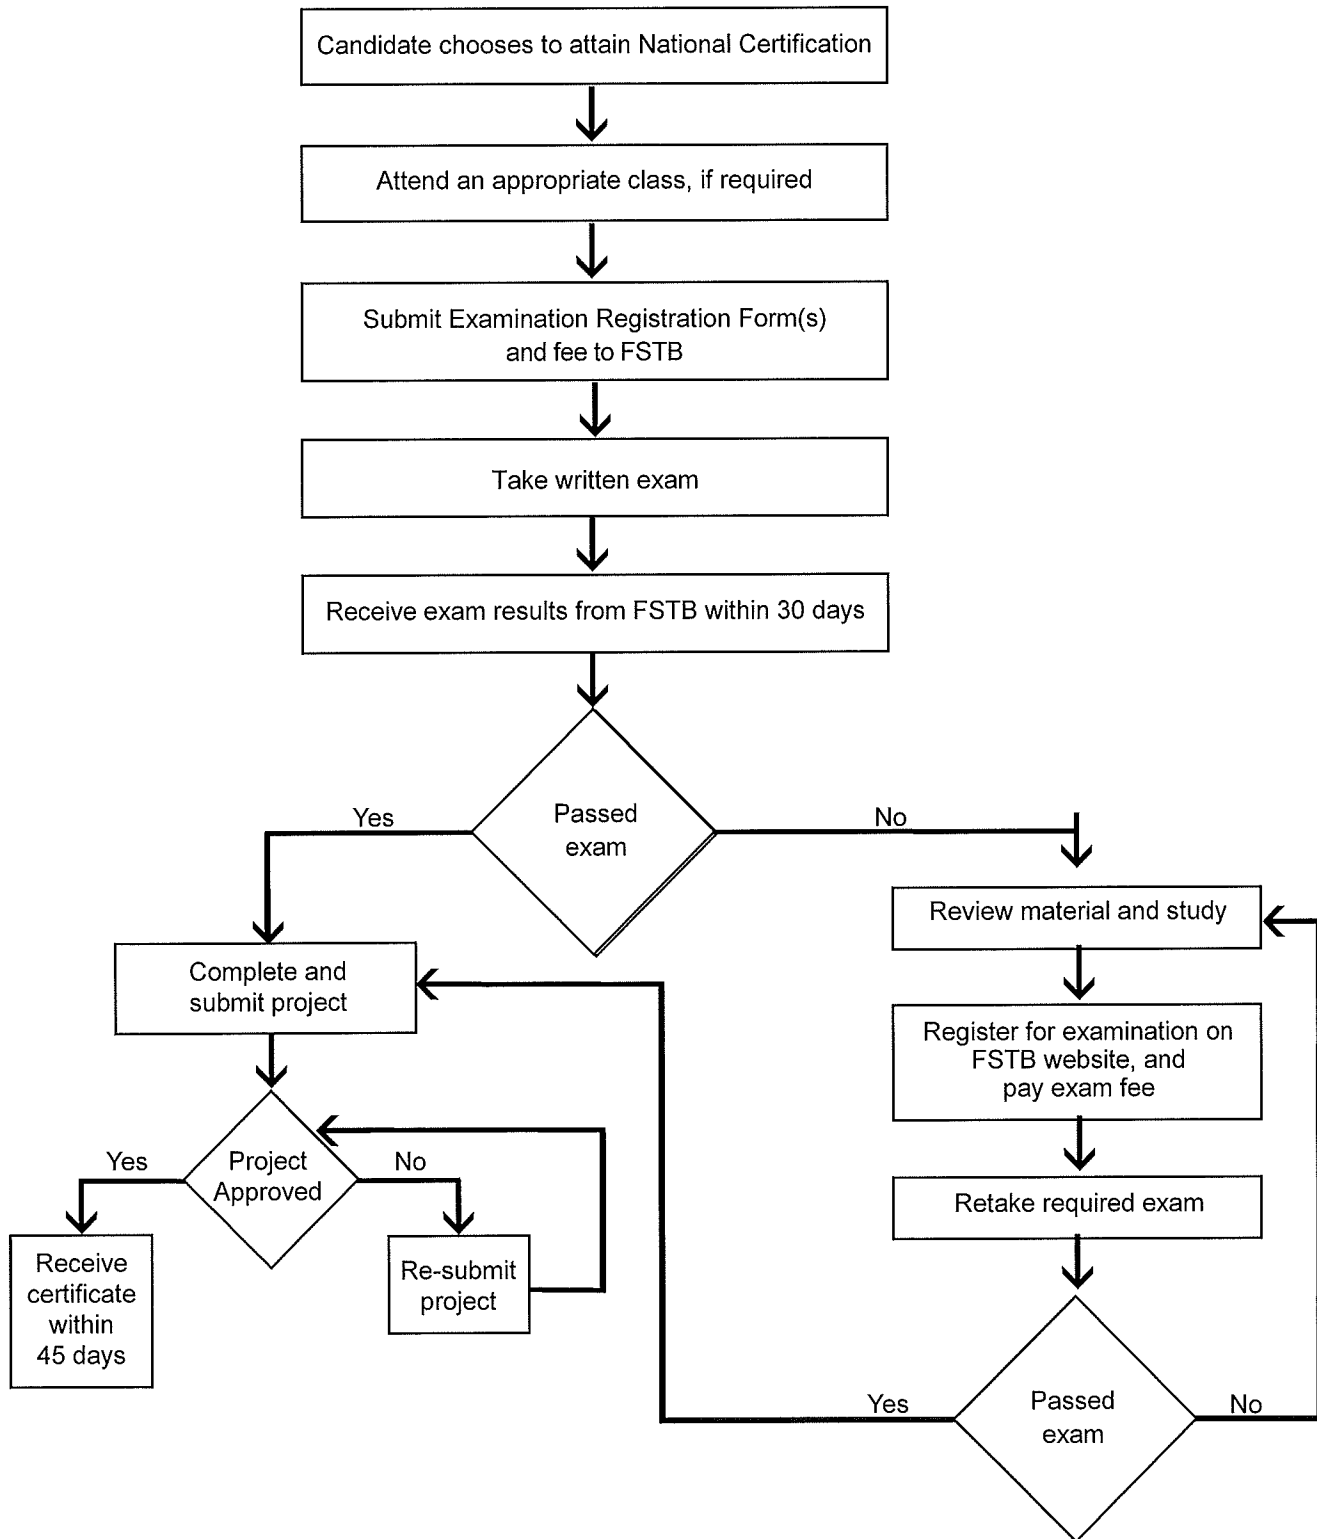 Candidate chooses to attain National Certification
Attend an appropriate class, if required
Submit Examination Registration Form(s)
and fee to FSTB
Take written exam
Receive exam results from FSTB within 30 days
Passed
exam
Yes
No
Review material and study
Complete and
submit project
Register for examination on
FSTB website, and
pay exam fee
Project
Approved
Yes
No
Retake required exam
Receive
certificate
within
45 days
Re-submit
project
Passed
exam
Yes
No